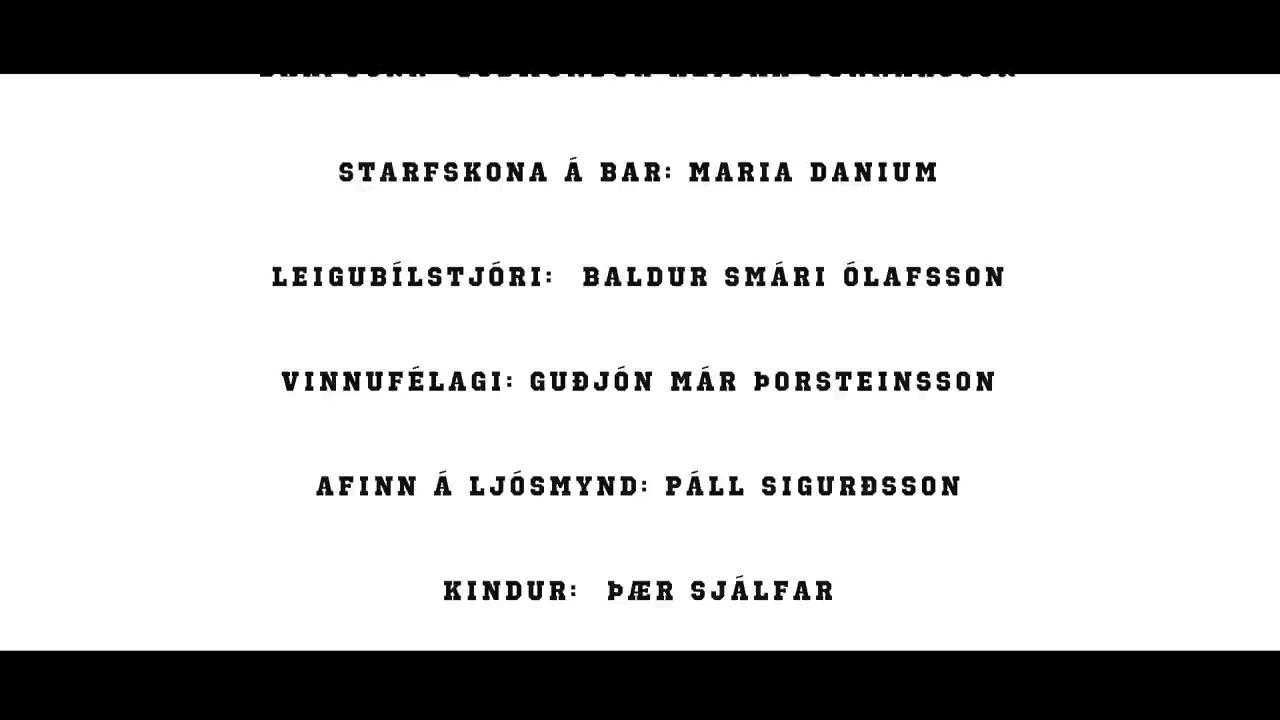 STARFSKONA Á BAR: MARIA DANIUM
LEIGUBÍLSTJÓRI: BALDUR SMÁRI ÓLAFSSON
VINNUFÉLAGI: GUÐJÓN MÁR ÞORSTEINSSON
AFINN Á LJÓSMYND: PÁLL SIGURÐSSON
KINDUR: ÞÆR SJÁLFAR